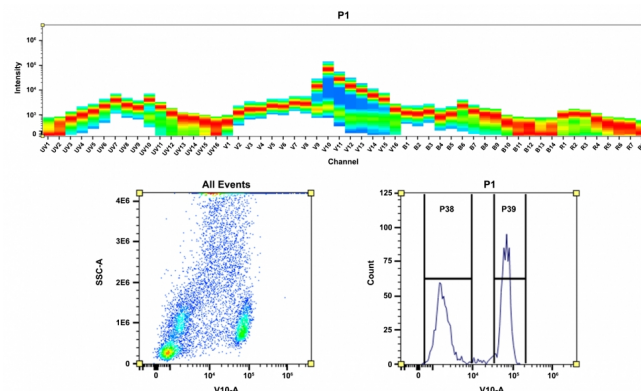 P1
Intensity
10⁶
10⁴
10³
0
UV1 UV2 UV3 UV4 UV5 UV6 UV7 UV8 UV9 UV10 UV11 UV12 UV13 UV14 UV15 UV16 V1 V2 V3 V4 V5 V6 V7 V8 V9 V10 V11 V12 V13 V14 V15 V16 B1 B2 B3 B4 B5 B6 B7 B8 B9 B10 B11 B12 B13 B14 R1 R2 R3 R4
Channel
All Events
SSC-A
4E6
3E6
2E6
1E6
0
0 10⁴ 10⁵ 10⁶
V10-A
P1
Count
125
100
75
50
25
0
P38 P39
0 10⁴ 10⁵ 10⁶
V10-A